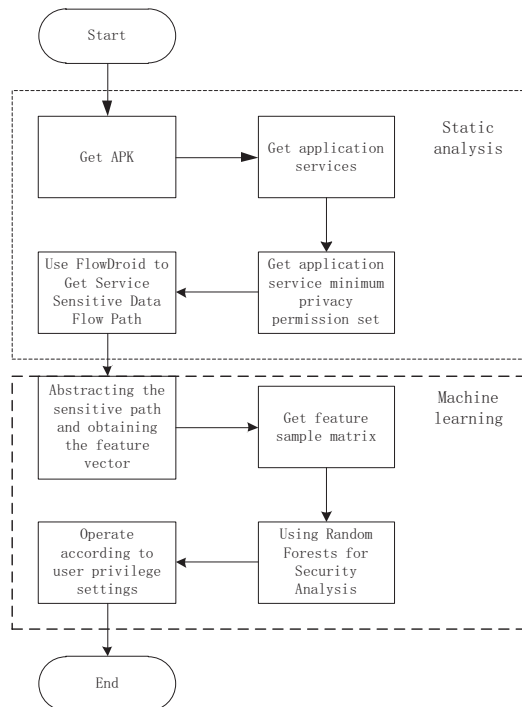 Start
Static
analysis
Get APK
Get application
services
Use FlowDroid to
Get Service
Sensitive Data
Flow Path
Get application
service minimum
privacy
permission set
Machine
learning
Abstracting the
sensitive path
and obtaining
the feature
vector
Get feature
sample matrix
Operate
according to
user privilege
settings
Using Random
Forests for
Security
Analysis
End